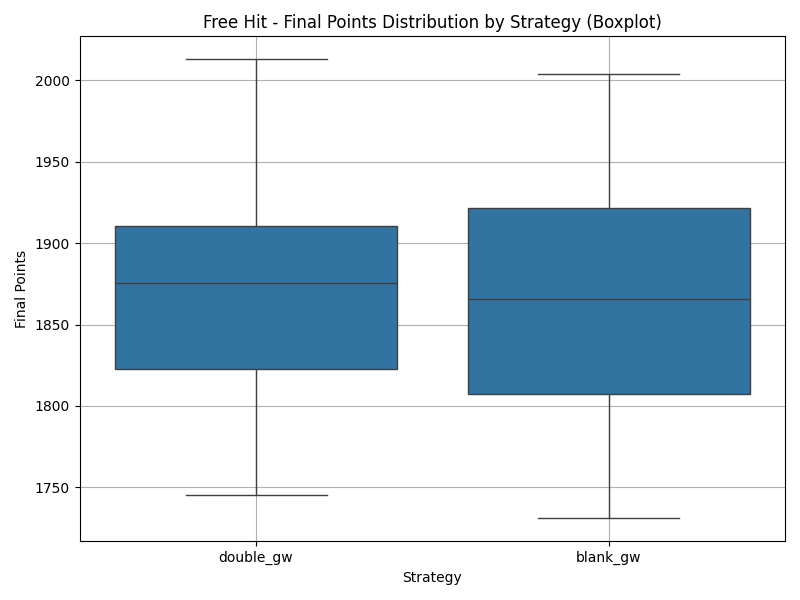 Free Hit - Final Points Distribution by Strategy (Boxplot)
Final Points
2000
1950
1900
1850
1800
1750
double_gw
blank_gw
Strategy